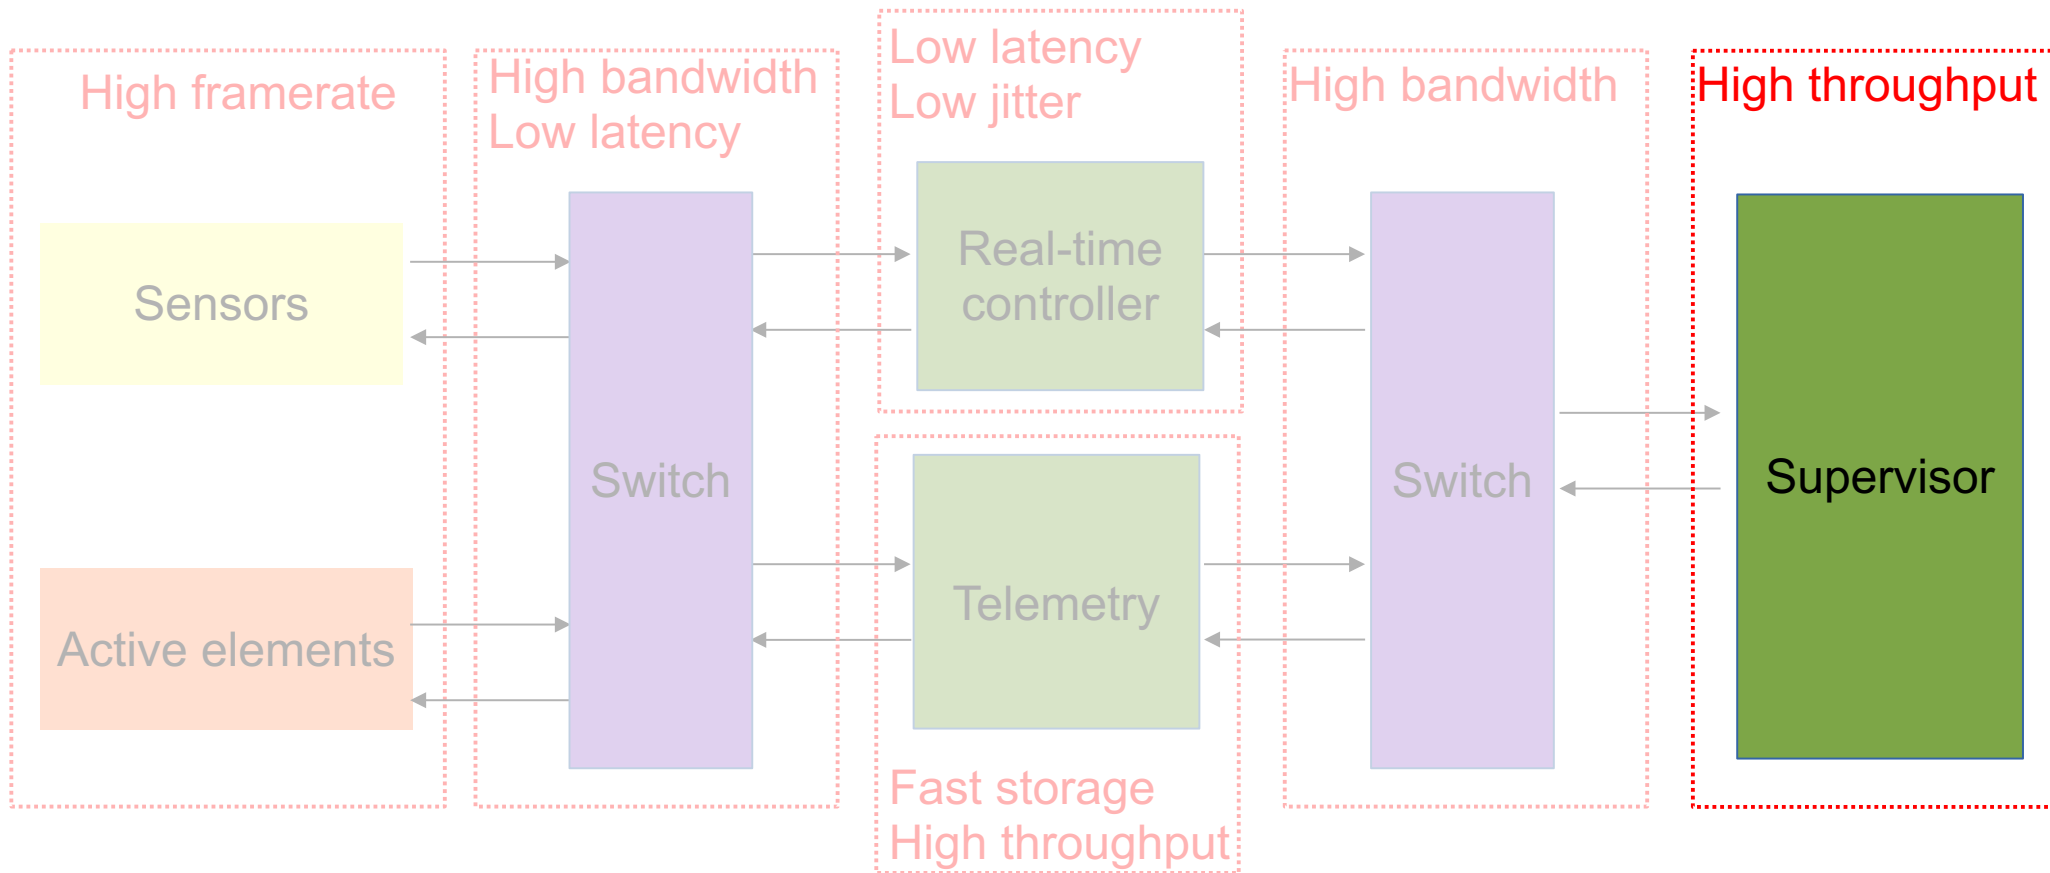 High framerate
Sensors
Active elements
High bandwidth
Low latency
Switch
Low latency
Low jitter
Real-time
controller
Telemetry
Fast storage
High throughput
High bandwidth
Switch
High throughput
Supervisor